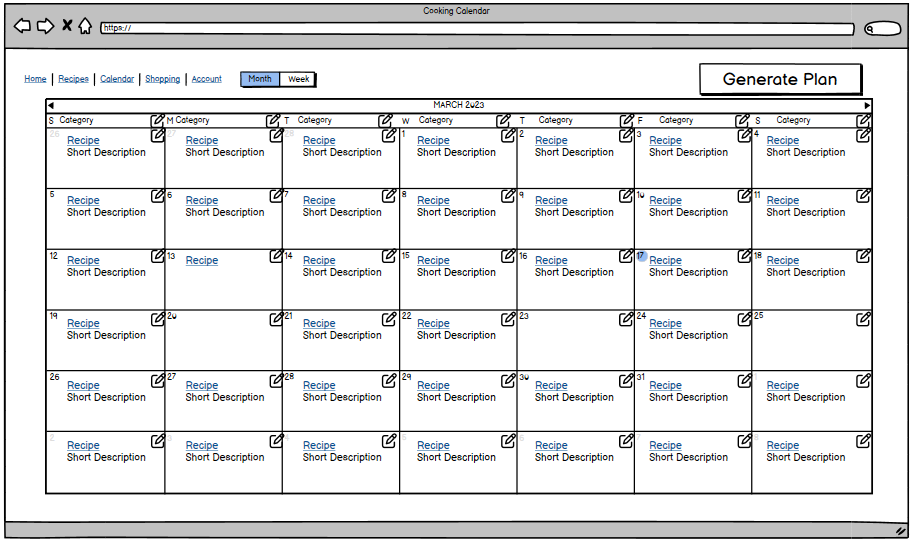 Cooking Calendar
https://
Home | Recipes | Calendar | Shopping | Account Month Week Generate Plan
MARCH 2023
S Category M Category T Category W Category T Category F Category S Category
26 27 28 1 2 3 4
Recipe Recipe Recipe Recipe Recipe Recipe Recipe
Short Description Short Description Short Description Short Description Short Description Short Description Short Description
5 6 7 8 9 10 11
Recipe Recipe Recipe Recipe Recipe Recipe Recipe
Short Description Short Description Short Description Short Description Short Description Short Description Short Description
12 13 14 15 16 17 18
Recipe Recipe Recipe Recipe Recipe Recipe Recipe
Short Description Short Description Short Description Short Description Short Description Short Description
19 20 21 22 23 24 25
Recipe Recipe Recipe Recipe
Short Description Short Description Short Description Short Description
26 27 28 29 30 31
Recipe Recipe Recipe Recipe Recipe Recipe Recipe
Short Description Short Description Short Description Short Description Short Description Short Description Short Description
2 3 4 5 6 7 8
Recipe Recipe Recipe Recipe Recipe Recipe Recipe
Short Description Short Description Short Description Short Description Short Description Short Description Short Description